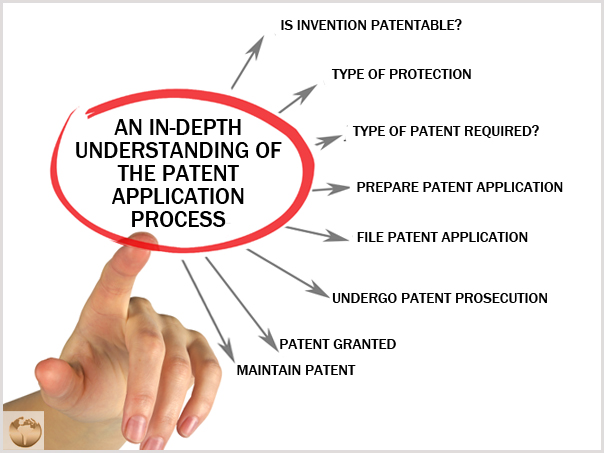 IS INVENTION PATENTABLE?
TYPE OF PROTECTION
AN IN-DEPTH
UNDERSTANDING OF
THE PATENT
APPLICATION
PROCESS
TYPE OF PATENT REQUIRED?
PREPARE PATENT APPLICATION
FILE PATENT APPLICATION
UNDERGO PATENT PROSECUTION
PATENT GRANTED
MAINTAIN PATENT